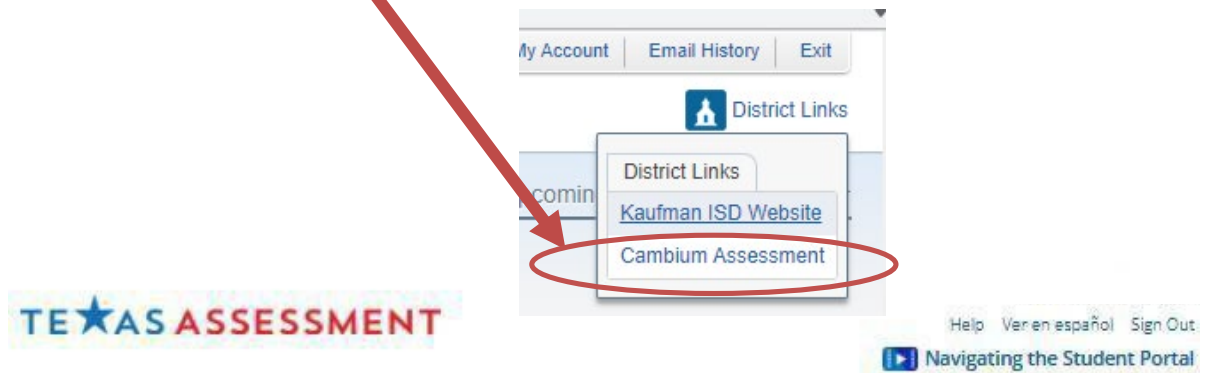 My Account Email History Exit
District Links
District Links
pcomin
Kaufman ISD Website
Cambium Assessment
TEXAS ASSESSMENT
Help Ver en español Sign Out
Navigating the Student Portal